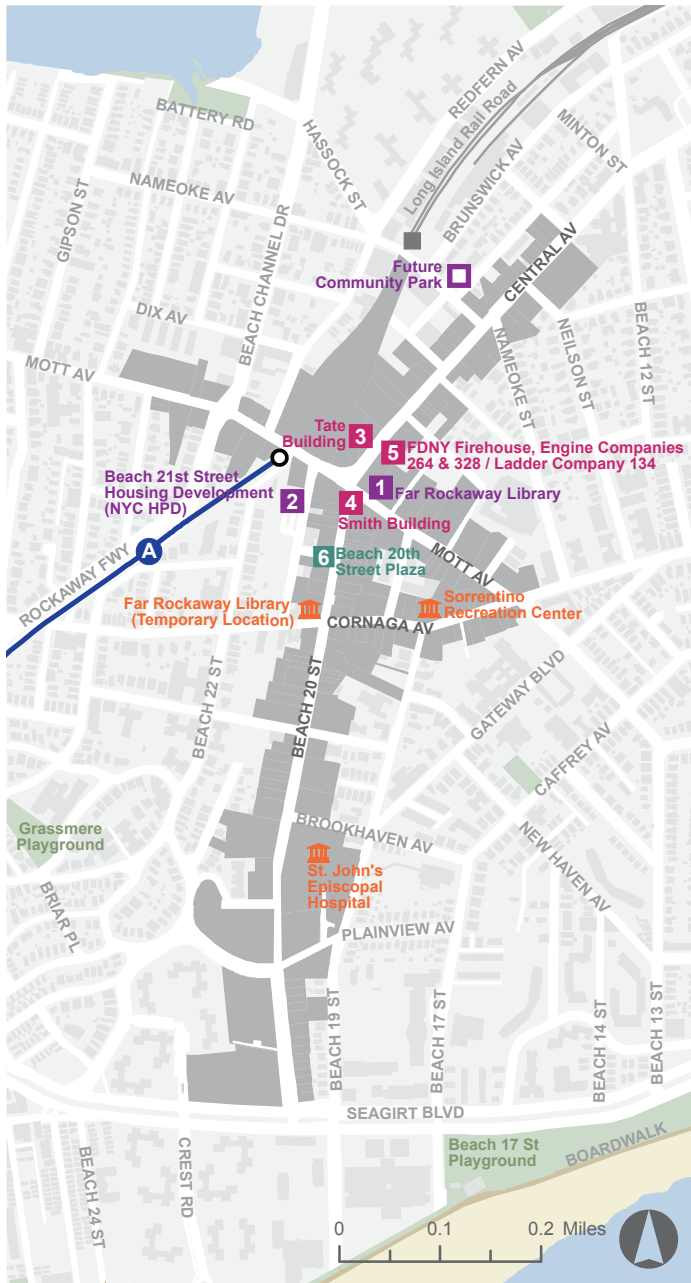 BATTERY RD
HASSOCK ST
REDFERN AV
Long Island Rail Road
MINTON ST
BRUNSWICK AV
NAMEOKE AV
GIPSON ST
BEACH CHANNEL DR
CENTRAL AV
Future
Community Park
DIX AV
NAMEOKE ST
NEILSON ST
BEACH 12 ST
MOTT AV
Tate
Building
3
5
FDNY Firehouse, Engine Companies
264 & 328 / Ladder Company 134
Beach 21st Street
Housing Development
(NYC HPD)
2
1
Far Rockaway Library
4
Smith Building
A
ROCKAWAY FWY
6
Beach 20th
Street Plaza
MOTT AV
Far Rockaway Library
(Temporary Location)
Sorrentino
Recreation Center
CORNAGA AV
BEACH 22 ST
BEACH 20 ST
GATEWAY BLVD
CAFFREY AV
Grassmere
Playground
BROOKHAVEN AV
NEW HAVEN AV
St. John's
Episcopal
Hospital
BRIAR PL
PLAINVIEW AV
BEACH 19 ST
BEACH 17 ST
BEACH 14 ST
BEACH 13 ST
SEAGIRT BLVD
BEACH 24 ST
CREST RD
Beach 17 St
Playground
BOARDWALK
0 0.1 0.2 Miles